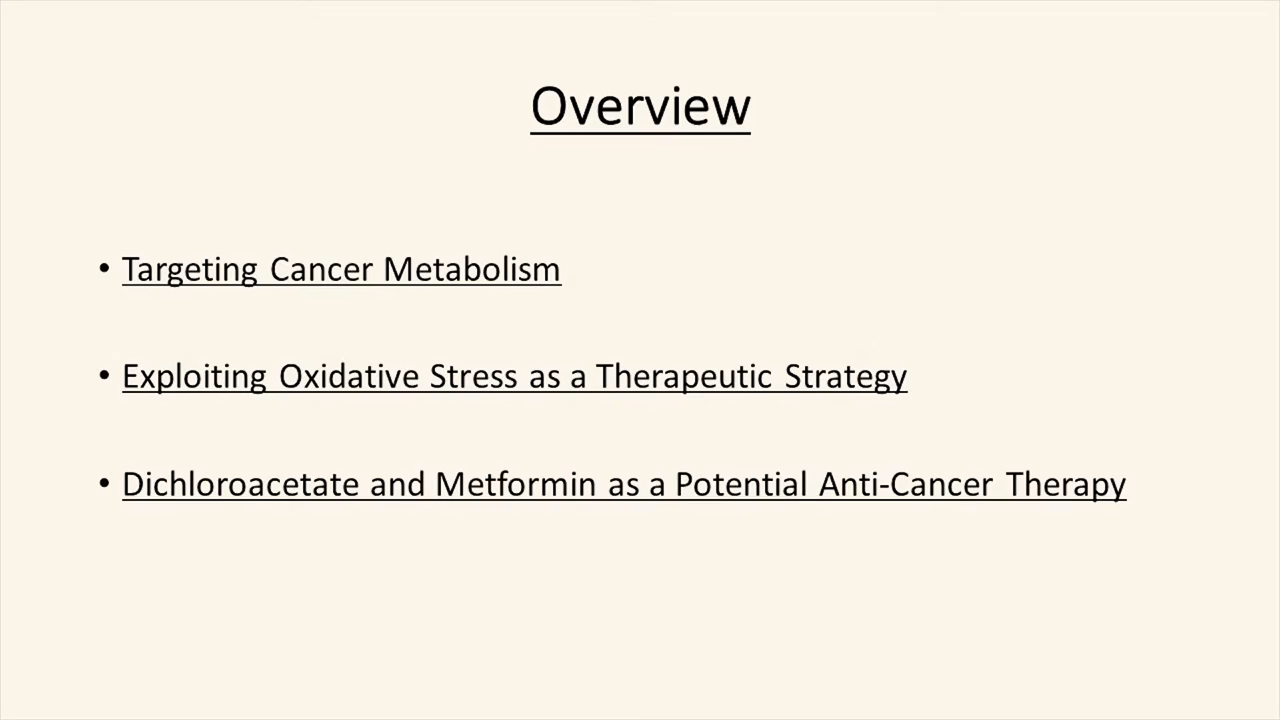 Overview
• Targeting Cancer Metabolism
• Exploiting Oxidative Stress as a Therapeutic Strategy
• Dichloroacetate and Metformin as a Potential Anti-Cancer Therapy